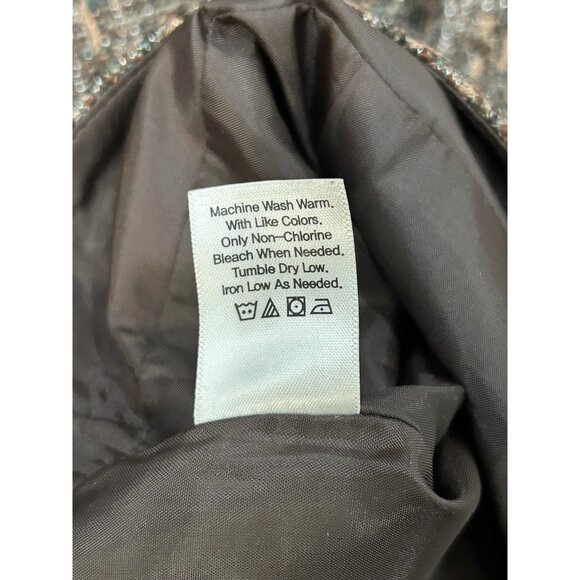 Machine Wash Warm.
With Like Colors.
Only Non-Chlorine
Bleach When Needed.
Tumble Dry Low.
Iron Low As Needed.